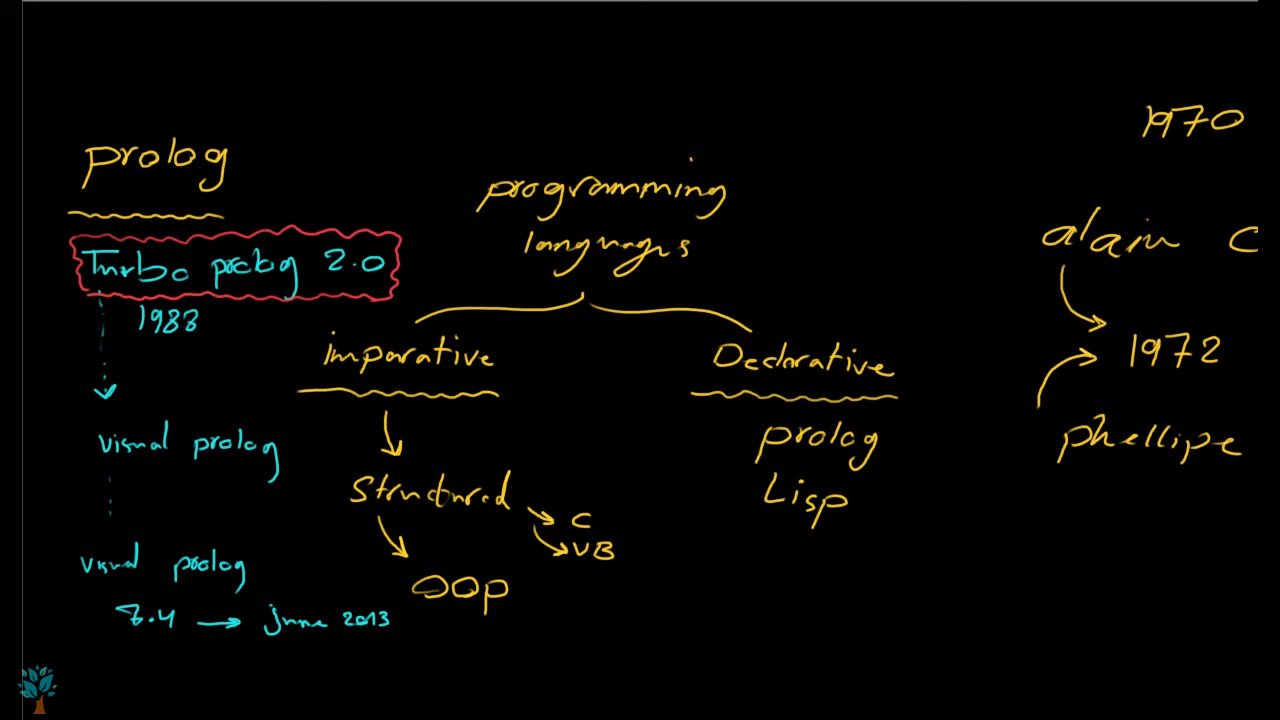 prolog
Turbo prolog 2.0
1988
visual prolog
visual prolog
7.4 → june 2013
programming
languages
imparative
Structured
C
VB
OOP
Declarative
prolog
Lisp
1970
alain C
1972
phellipe